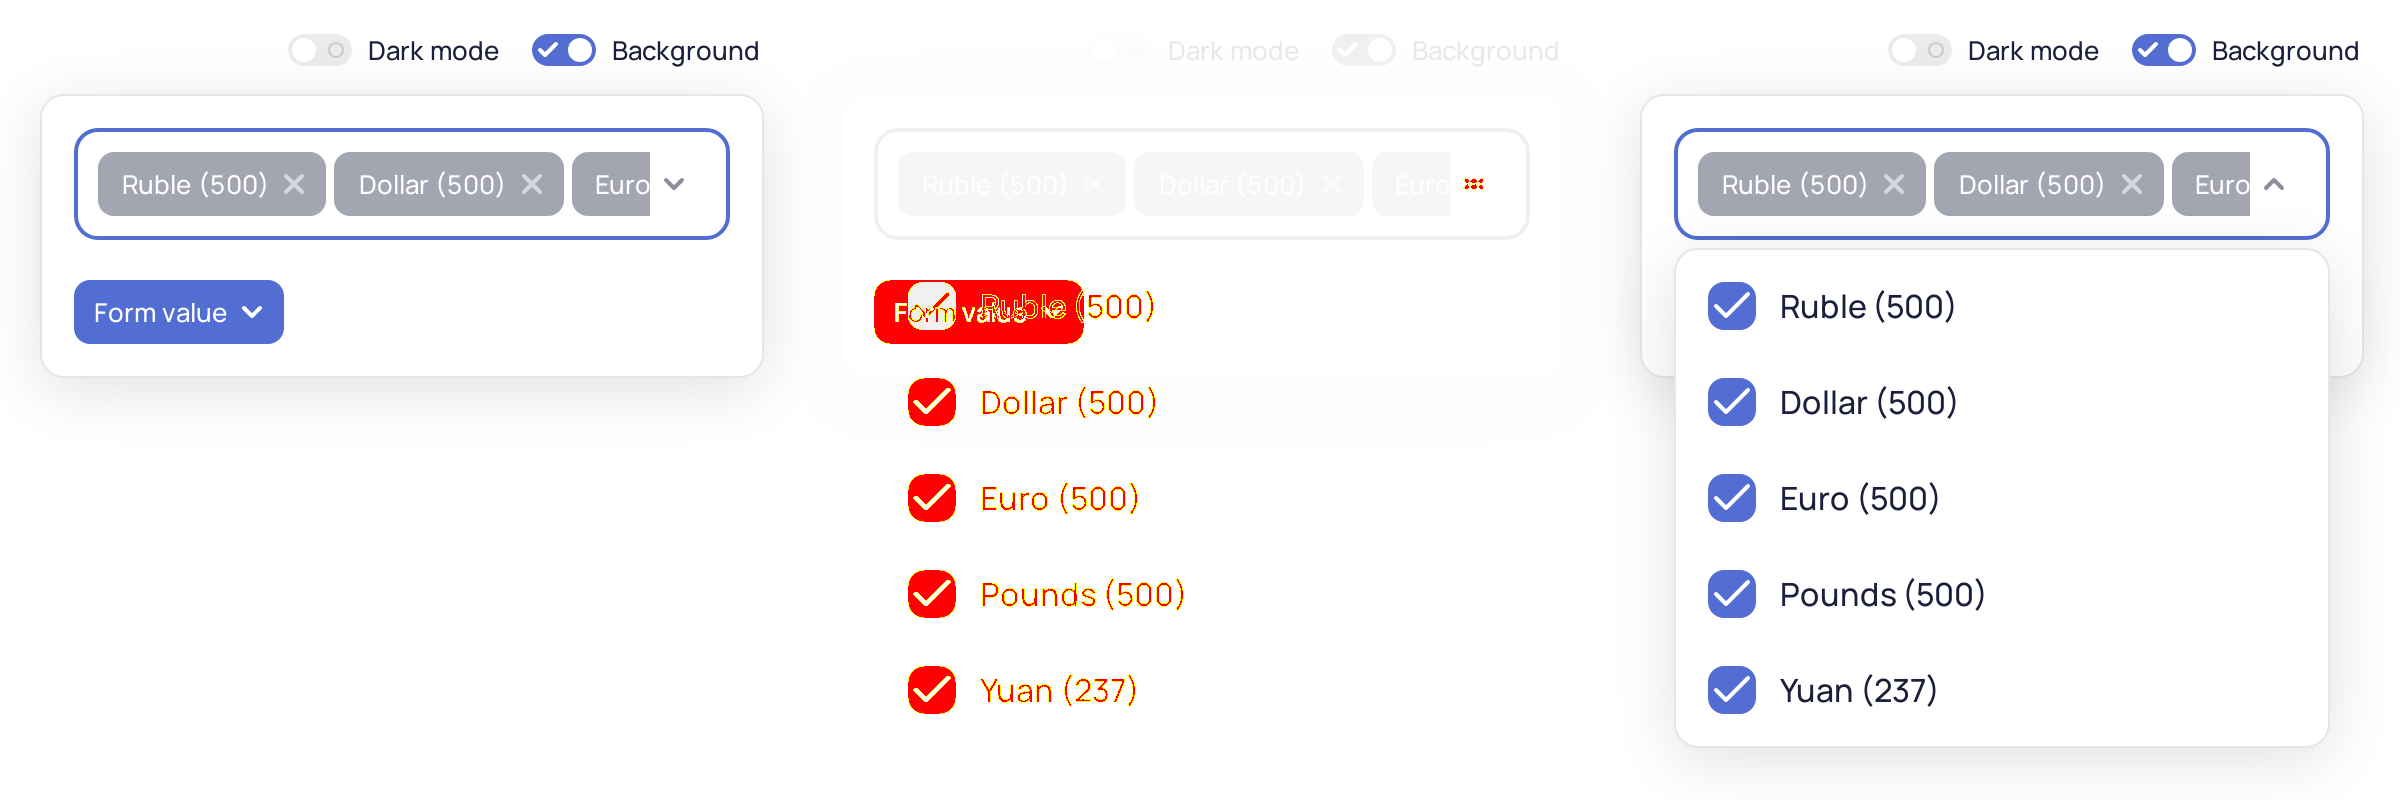 Dark mode Background
Ruble (500) Dollar (500) Euro
Form value
Dark mode Background
Ruble (500) Dollar (500) Euro
Form value
Ruble (500)
Dollar (500)
Euro (500)
Pounds (500)
Yuan (237)
Dark mode Background
Ruble (500) Dollar (500) Euro
Ruble (500)
Dollar (500)
Euro (500)
Pounds (500)
Yuan (237)